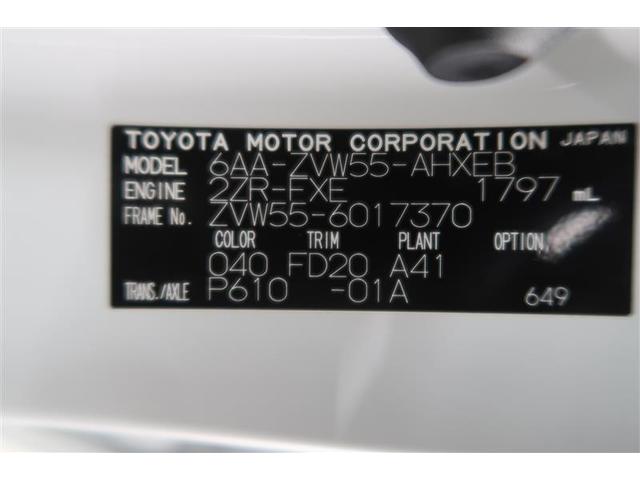 TOYOTA MOTOR CORPORATION JAPAN
MODEL 6AA-ZVW55-AHXEB
ENGINE 2ZR-FXE 1797 mL
FRAME No. ZVW55-6017370
COLOR TRIM PLANT OPTION
040 FD20 A41
TRANS./AXLE P610 -01A 649